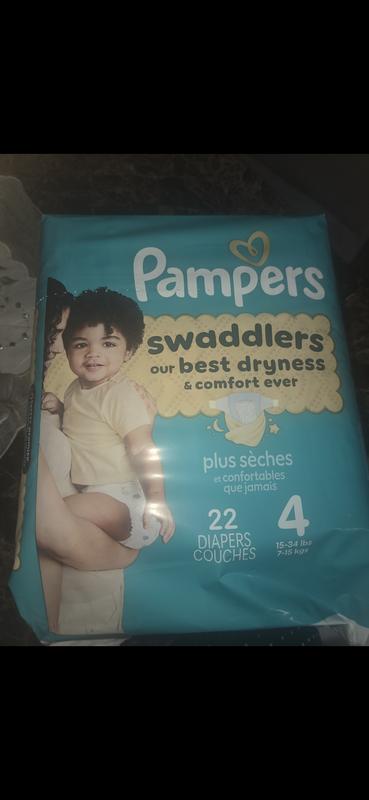 Pampers
swaddlers
our best dryness
& comfort ever
plus sèches
et confortables
que jamais
22
DIAPERS
COUCHES
4
15-34 lbs
7-15 kgs